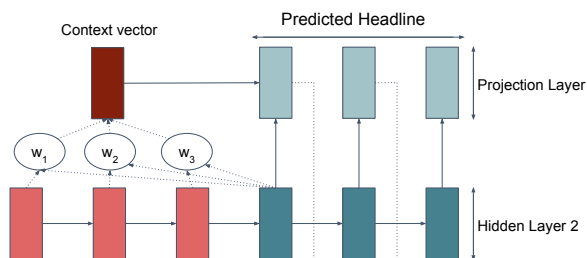 Predicted Headline
Context vector
Projection Layer
w1
w2
w3
Hidden Layer 2